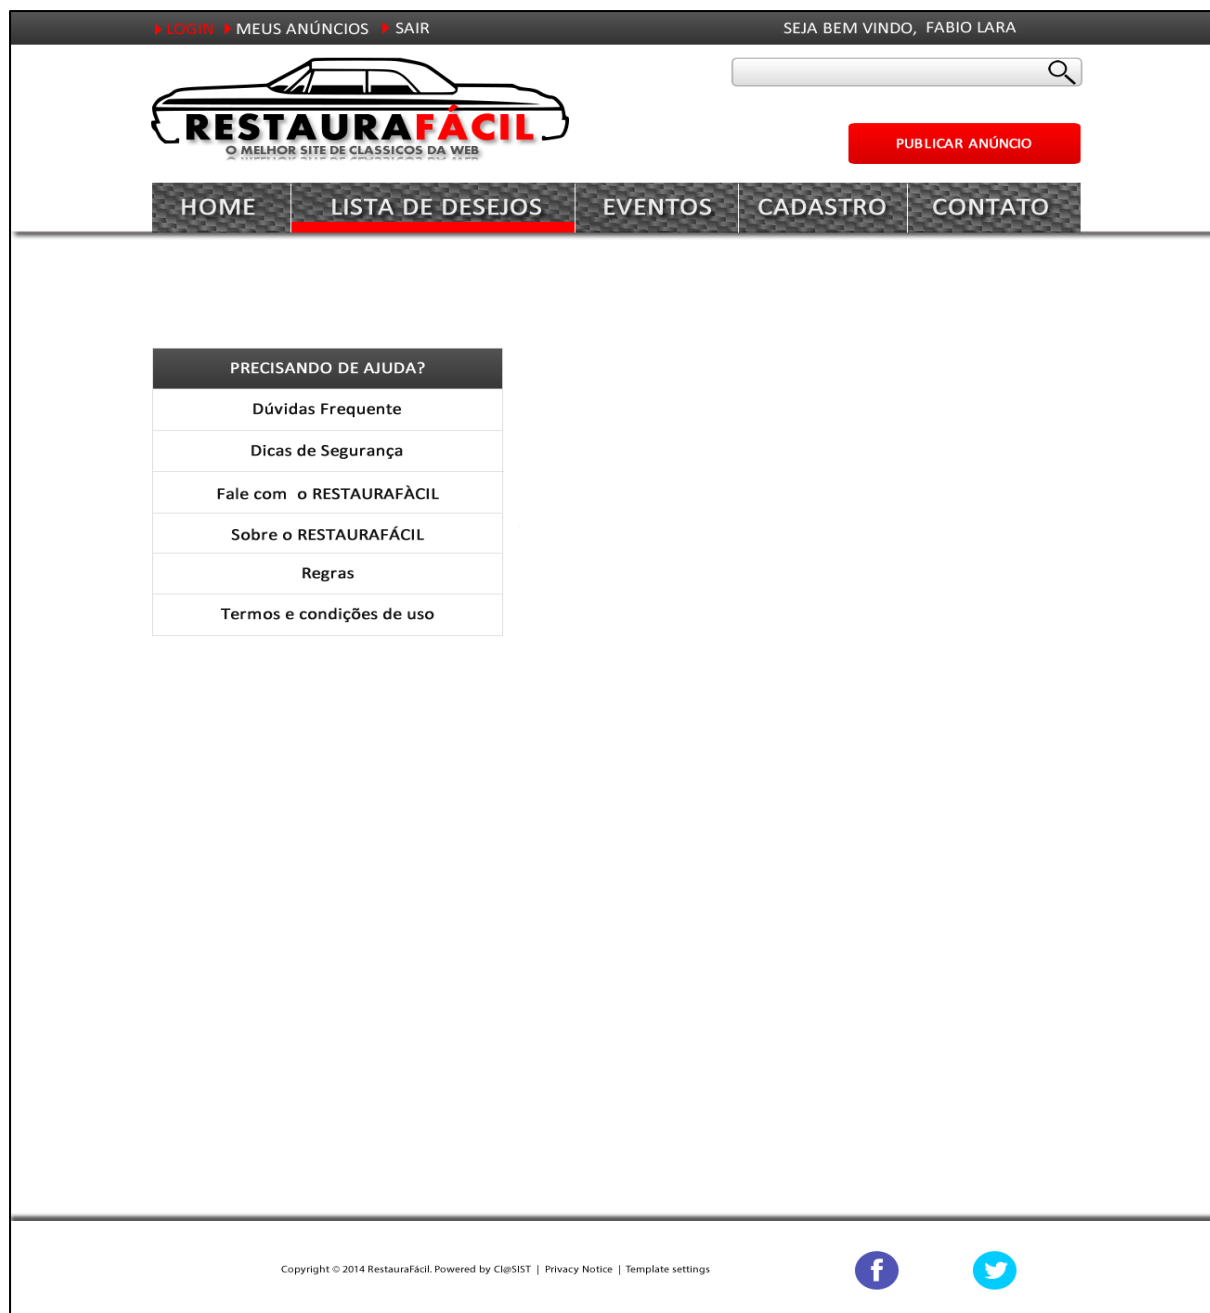 LOGIN MEUS ANÚNCIOS SAIR SEJA BEM VINDO, FABIO LARA
RESTAURAFÁCIL
O MELHOR SITE DE CLASSICOS DA WEB
PUBLICAR ANÚNCIO
HOME LISTA DE DESEJOS EVENTOS CADASTRO CONTATO
PRECISANDO DE AJUDA?
Dúvidas Frequente
Dicas de Segurança
Fale com o RESTAURAFÀCIL
Sobre o RESTAURAFÁCIL
Regras
Termos e condições de uso
Copyright © 2014 RestauraFácil. Powered by CI@SIST | Privacy Notice | Template settings